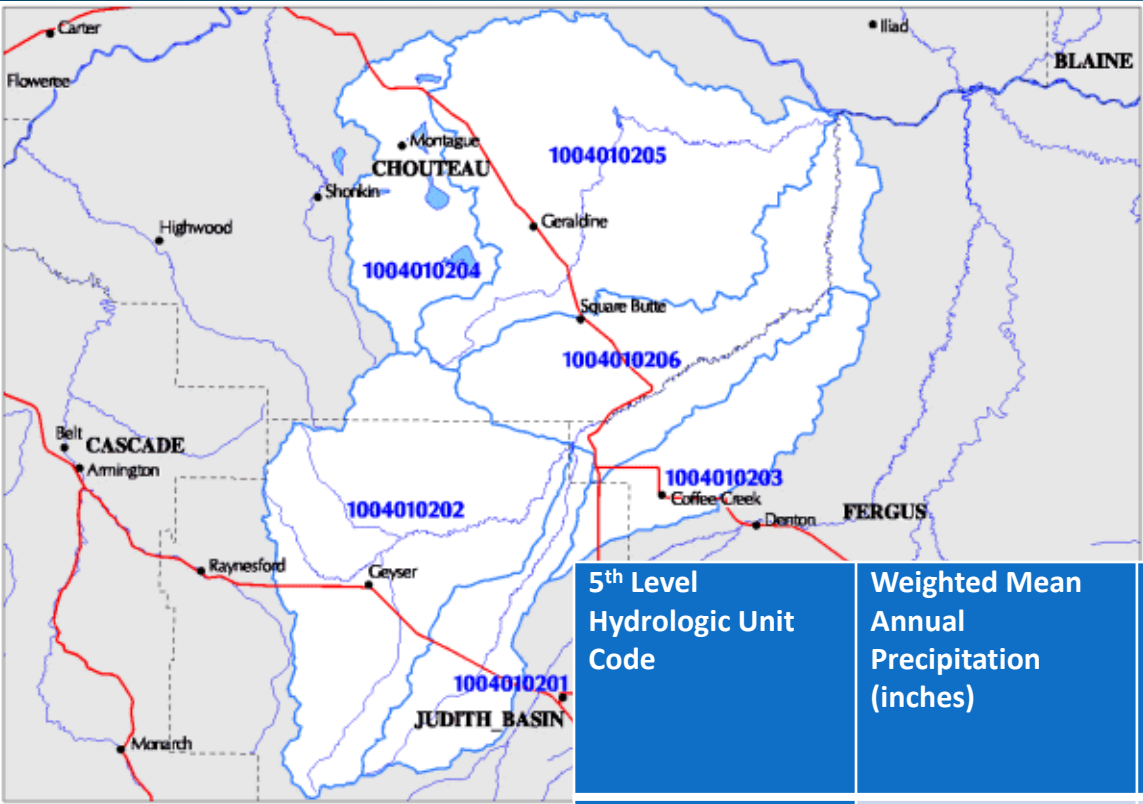 Carter
Iliad
BLAINE
Floweree
Montague
1004010205
CHOUTEAU
Shonkin
Geraldine
Highwood
1004010204
Square Butte
1004010206
Belt
CASCADE
Armington
1004010203
Coffee Creek
1004010202
FERGUS
Denton
Raynesford
Geyser
1004010201
JUDITH_BASIN
Monarch
5th Level
Hydrologic Unit
Code
Weighted Mean
Annual
Precipitation
(inches)